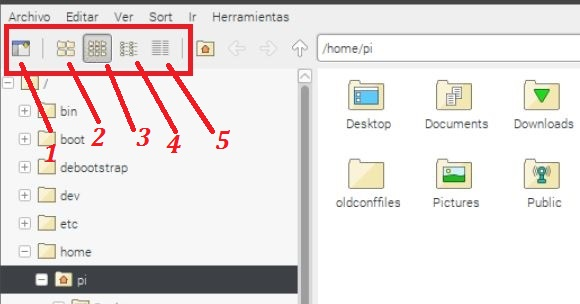 Archivo Editar Ver Sort Ir Herramientas
/home/pi
/
bin
1 2 3 4 5
boot
debootstrap
dev
etc
home
pi
Desktop Documents Downloads
oldconffiles Pictures Public